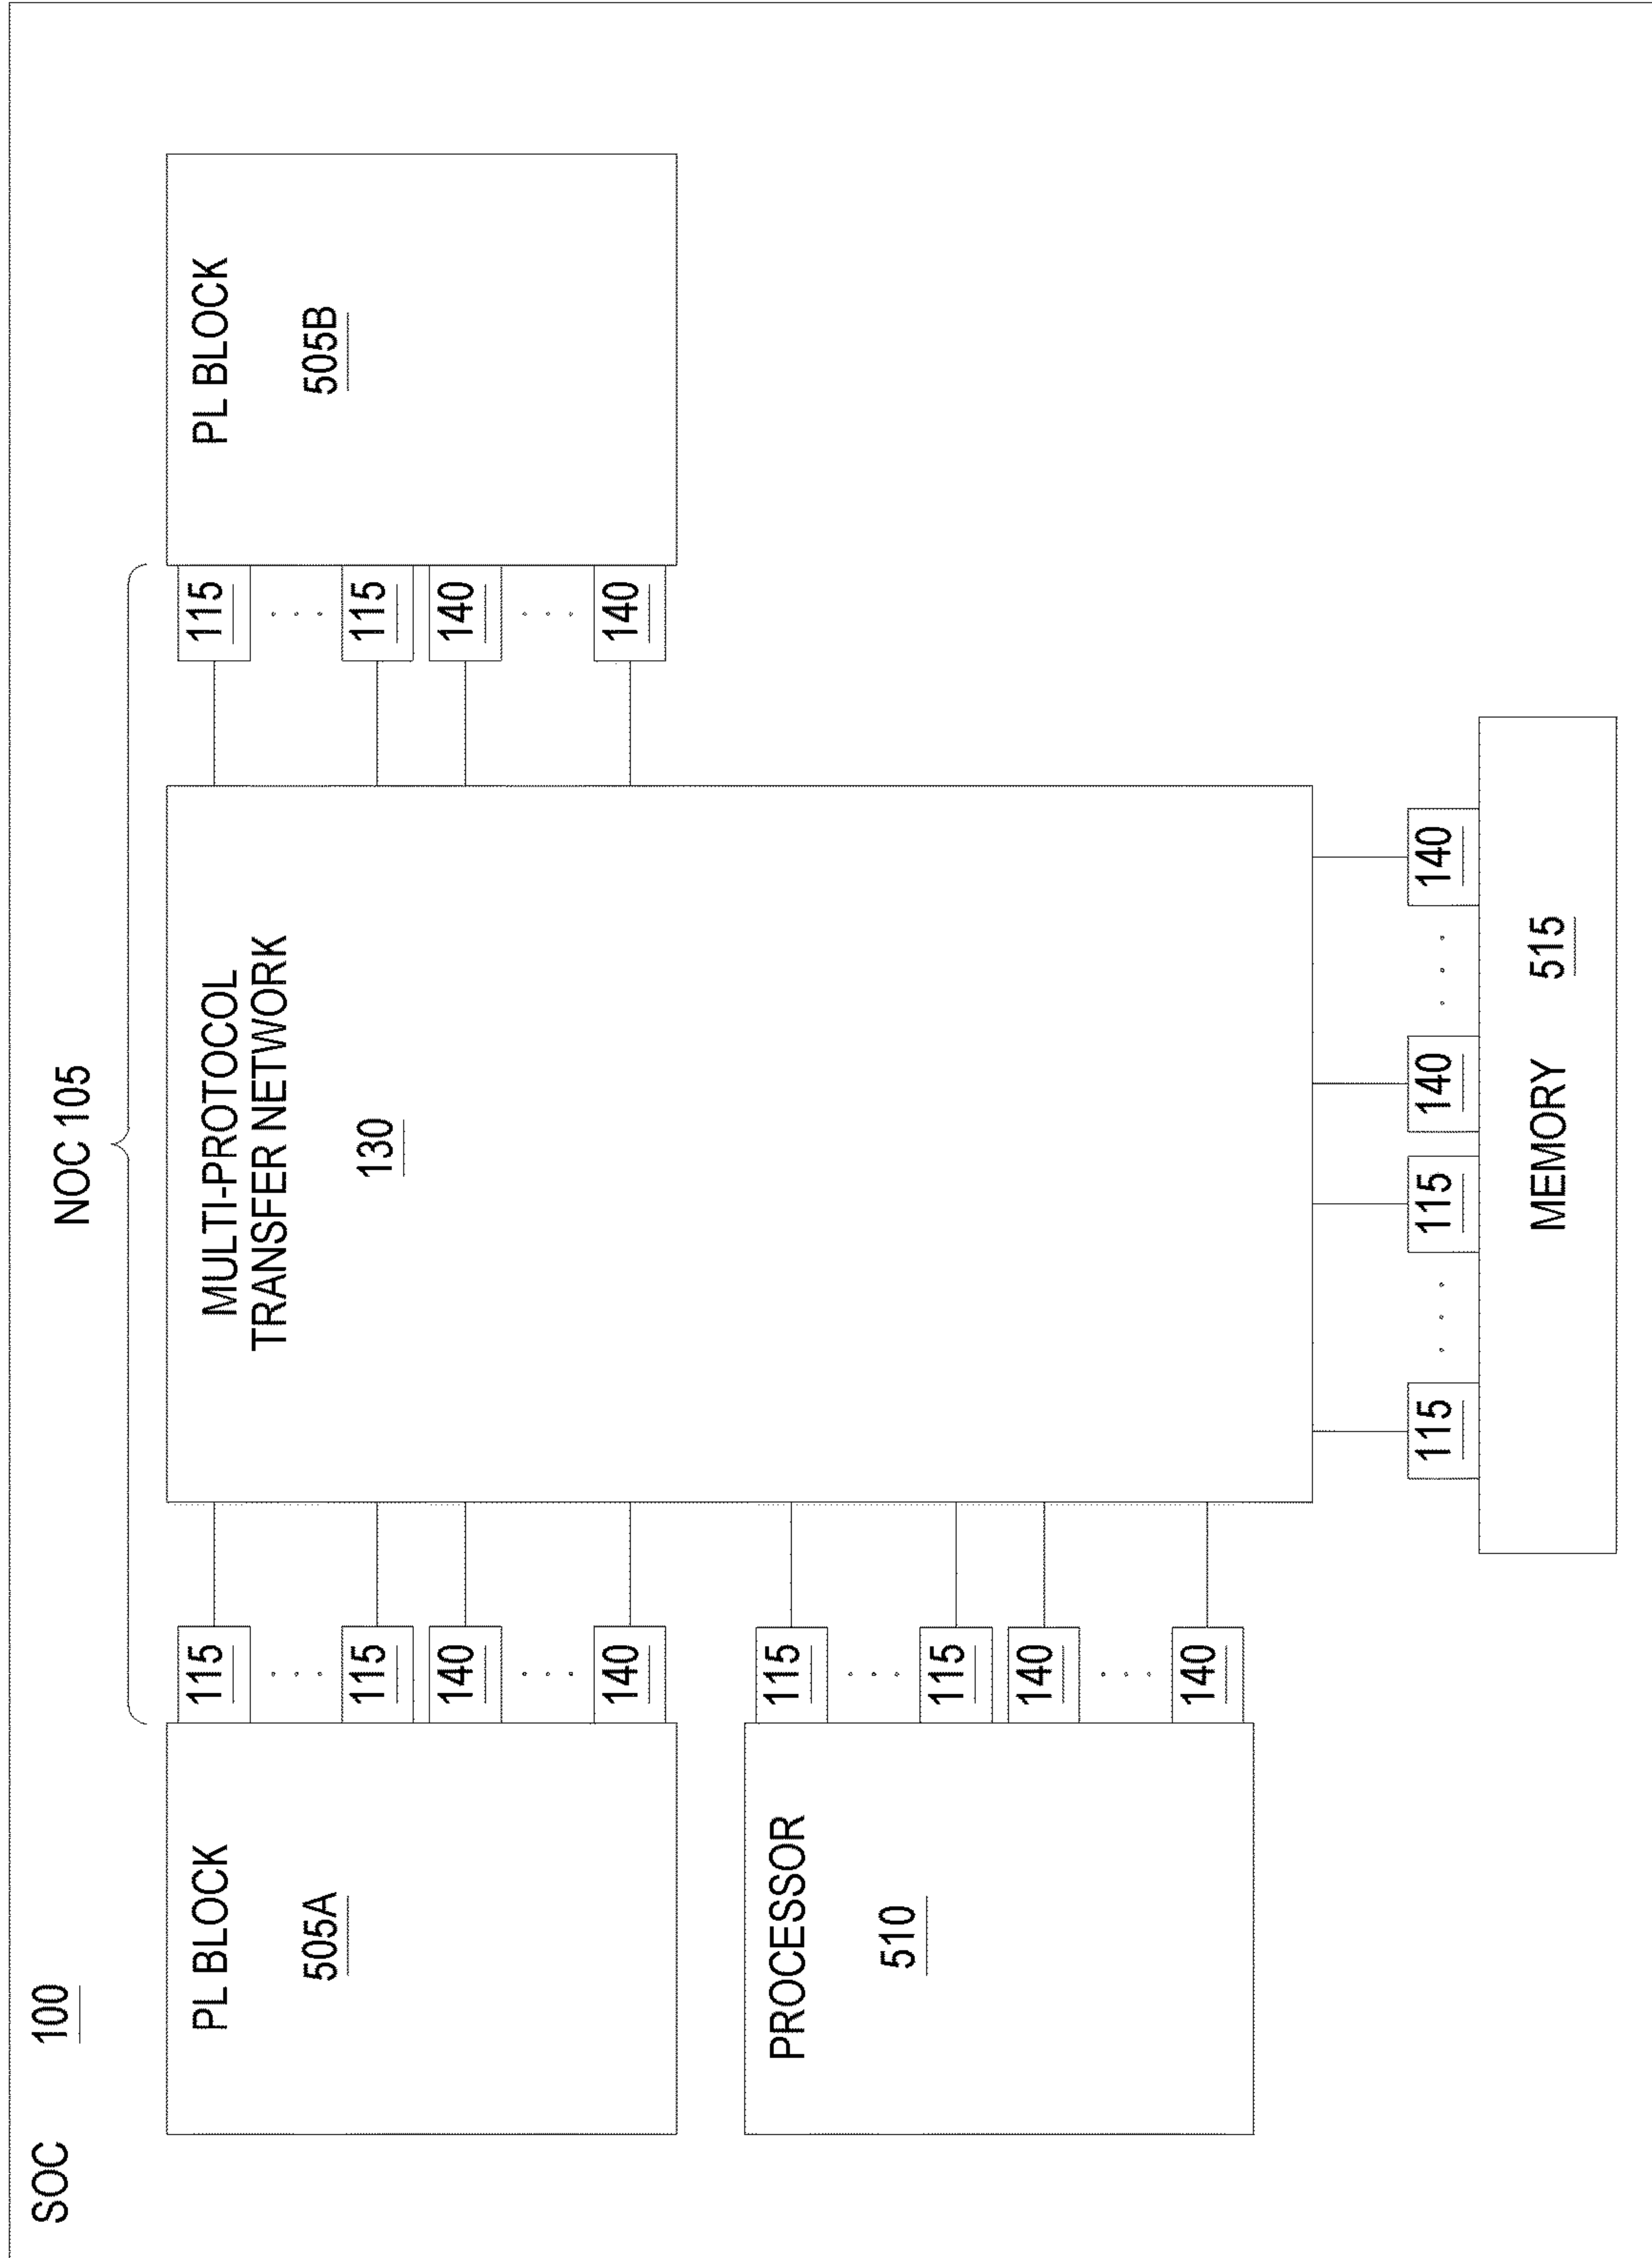 SOC 100
NOC 105
PL BLOCK
505A
115
115
140
140
MULTI-PROTOCOL
TRANSFER NETWORK
130
115
115
140
140
PL BLOCK
505B
PROCESSOR
510
115
115
140
140
115
115
140
140
MEMORY 515